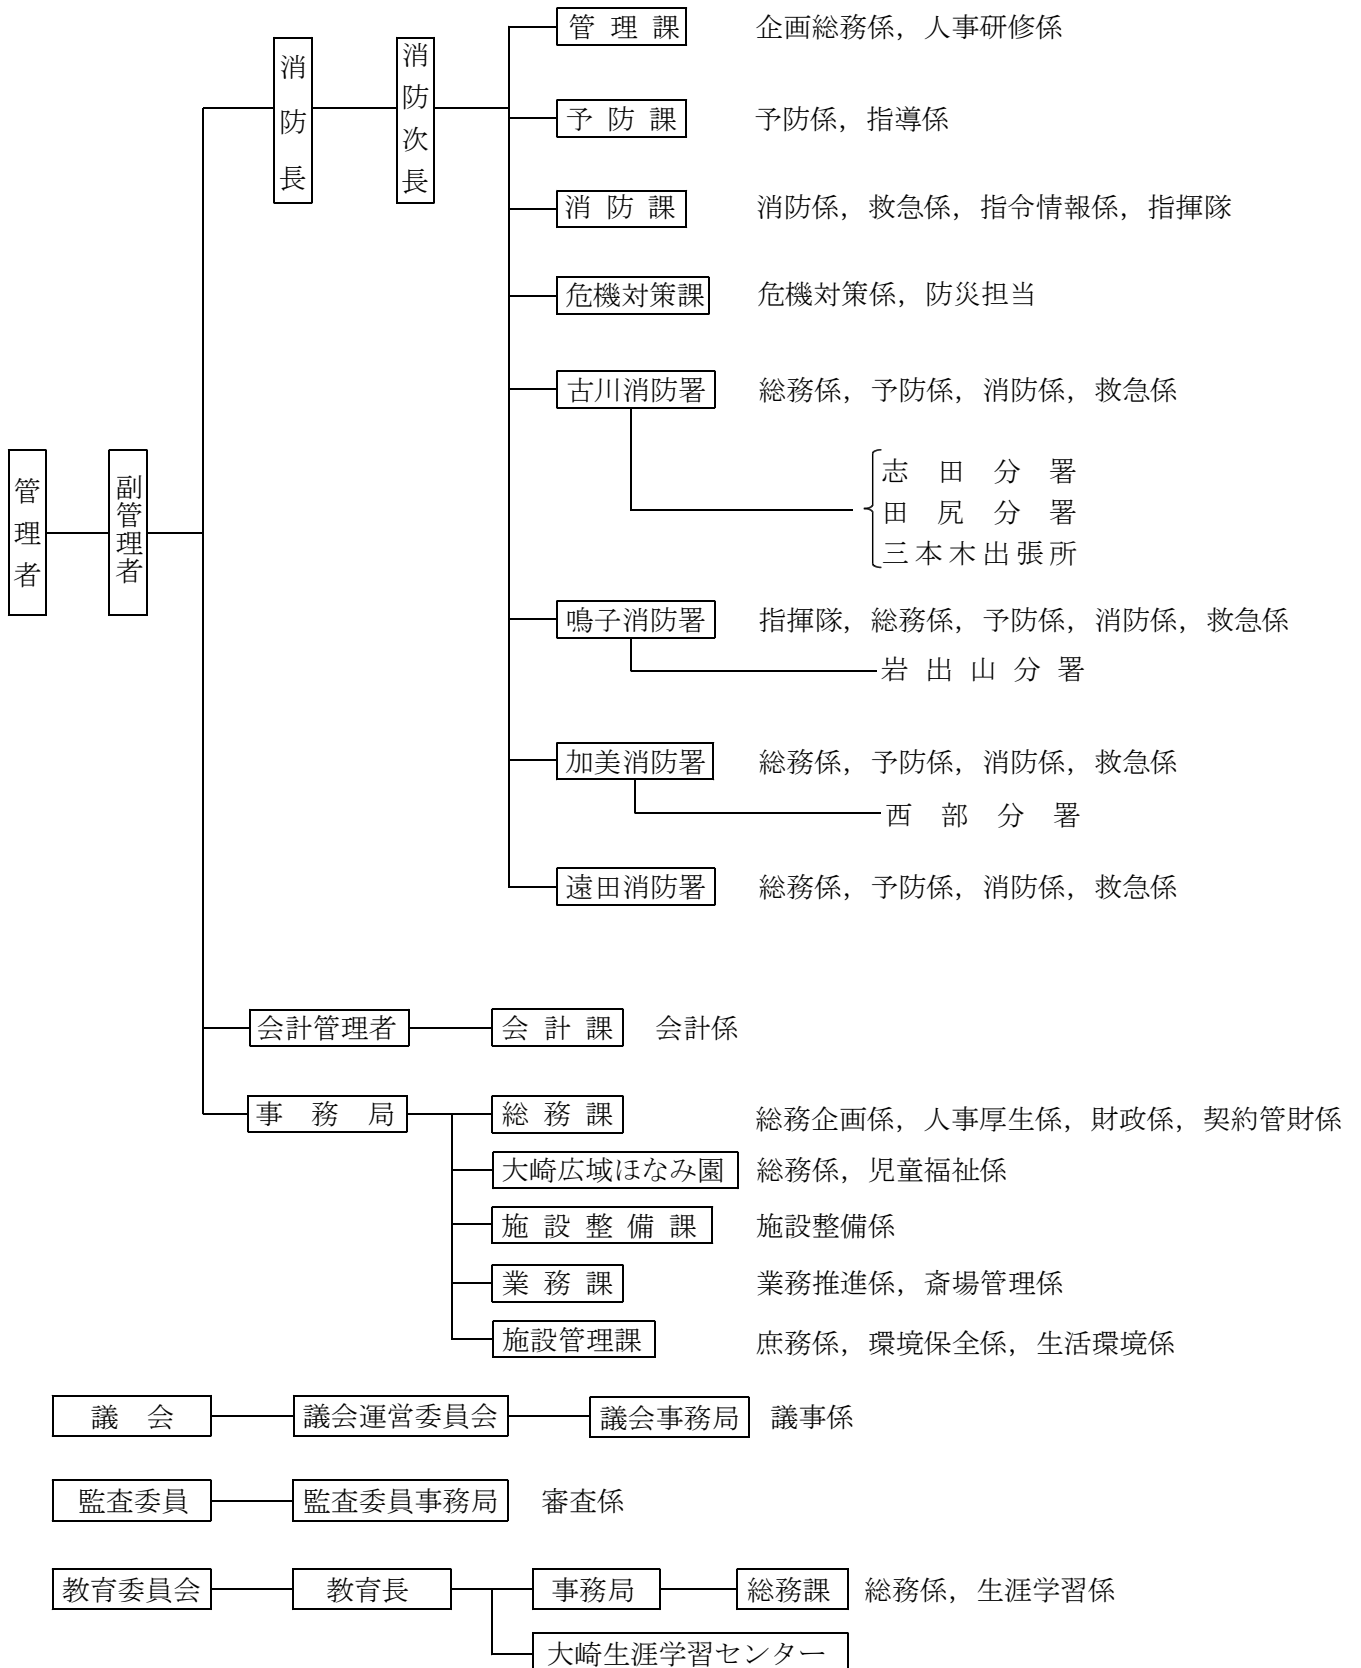 管理課 企画総務係，人事研修係
消防長
消防次長
予防課 予防係，指導係
消防課 消防係，救急係，指令情報係，指揮隊
危機対策課 危機対策係，防災担当
古川消防署 総務係，予防係，消防係，救急係
管理者
副管理者
志田分署
田尻分署
三本木出張所
鳴子消防署 指揮隊，総務係，予防係，消防係，救急係
岩出山分署
加美消防署 総務係，予防係，消防係，救急係
西部分署
遠田消防署 総務係，予防係，消防係，救急係
会計管理者 会計課 会計係
事務局 総務課 総務企画係，人事厚生係，財政係，契約管財係
大崎広域ほなみ園 総務係，児童福祉係
施設整備課 施設整備係
業務課 業務推進係，斎場管理係
施設管理課 庶務係，環境保全係，生活環境係
議会 議会運営委員会 議会事務局 議事係
監査委員 監査委員事務局 審査係
教育委員会 教育長 事務局 総務課 総務係，生涯学習係
大崎生涯学習センター